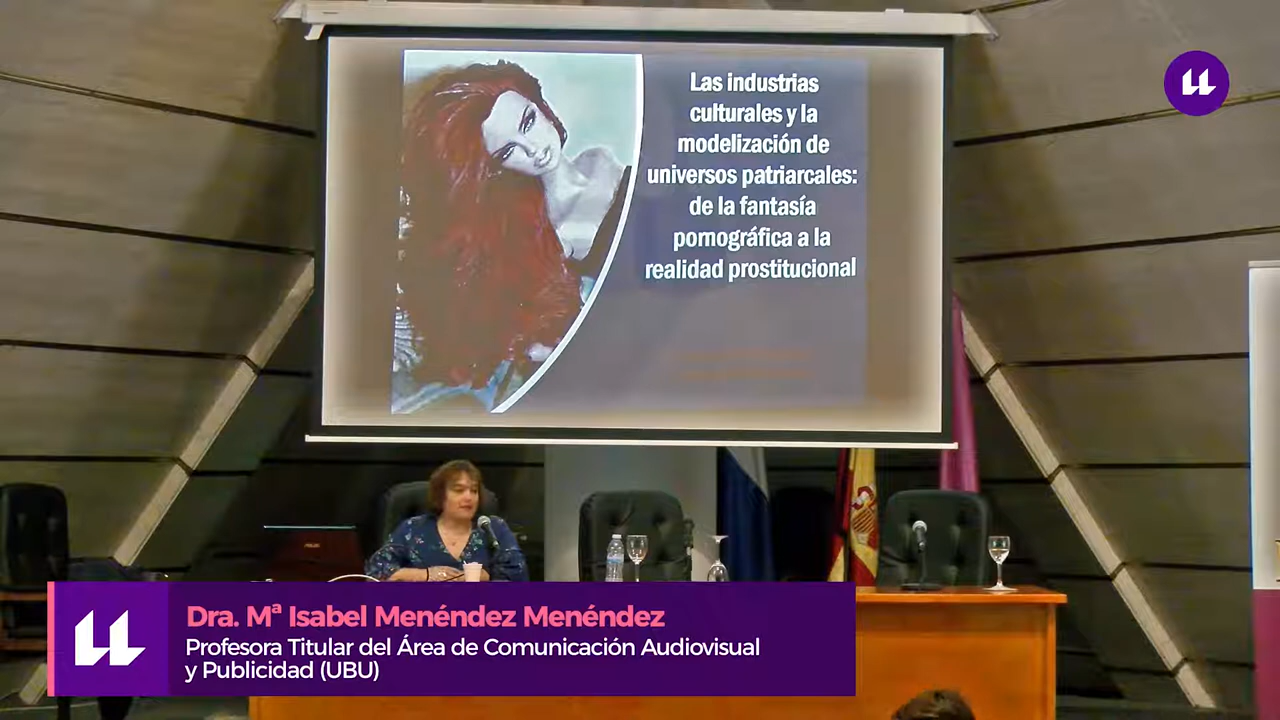 Las industrias
culturales y la
modelización de
universos patriarcales:
de la fantasía
pornográfica a la
realidad prostitucional
Dra. Mª Isabel Menéndez Menéndez
Profesora Titular del Área de Comunicación Audiovisual
y Publicidad (UBU)